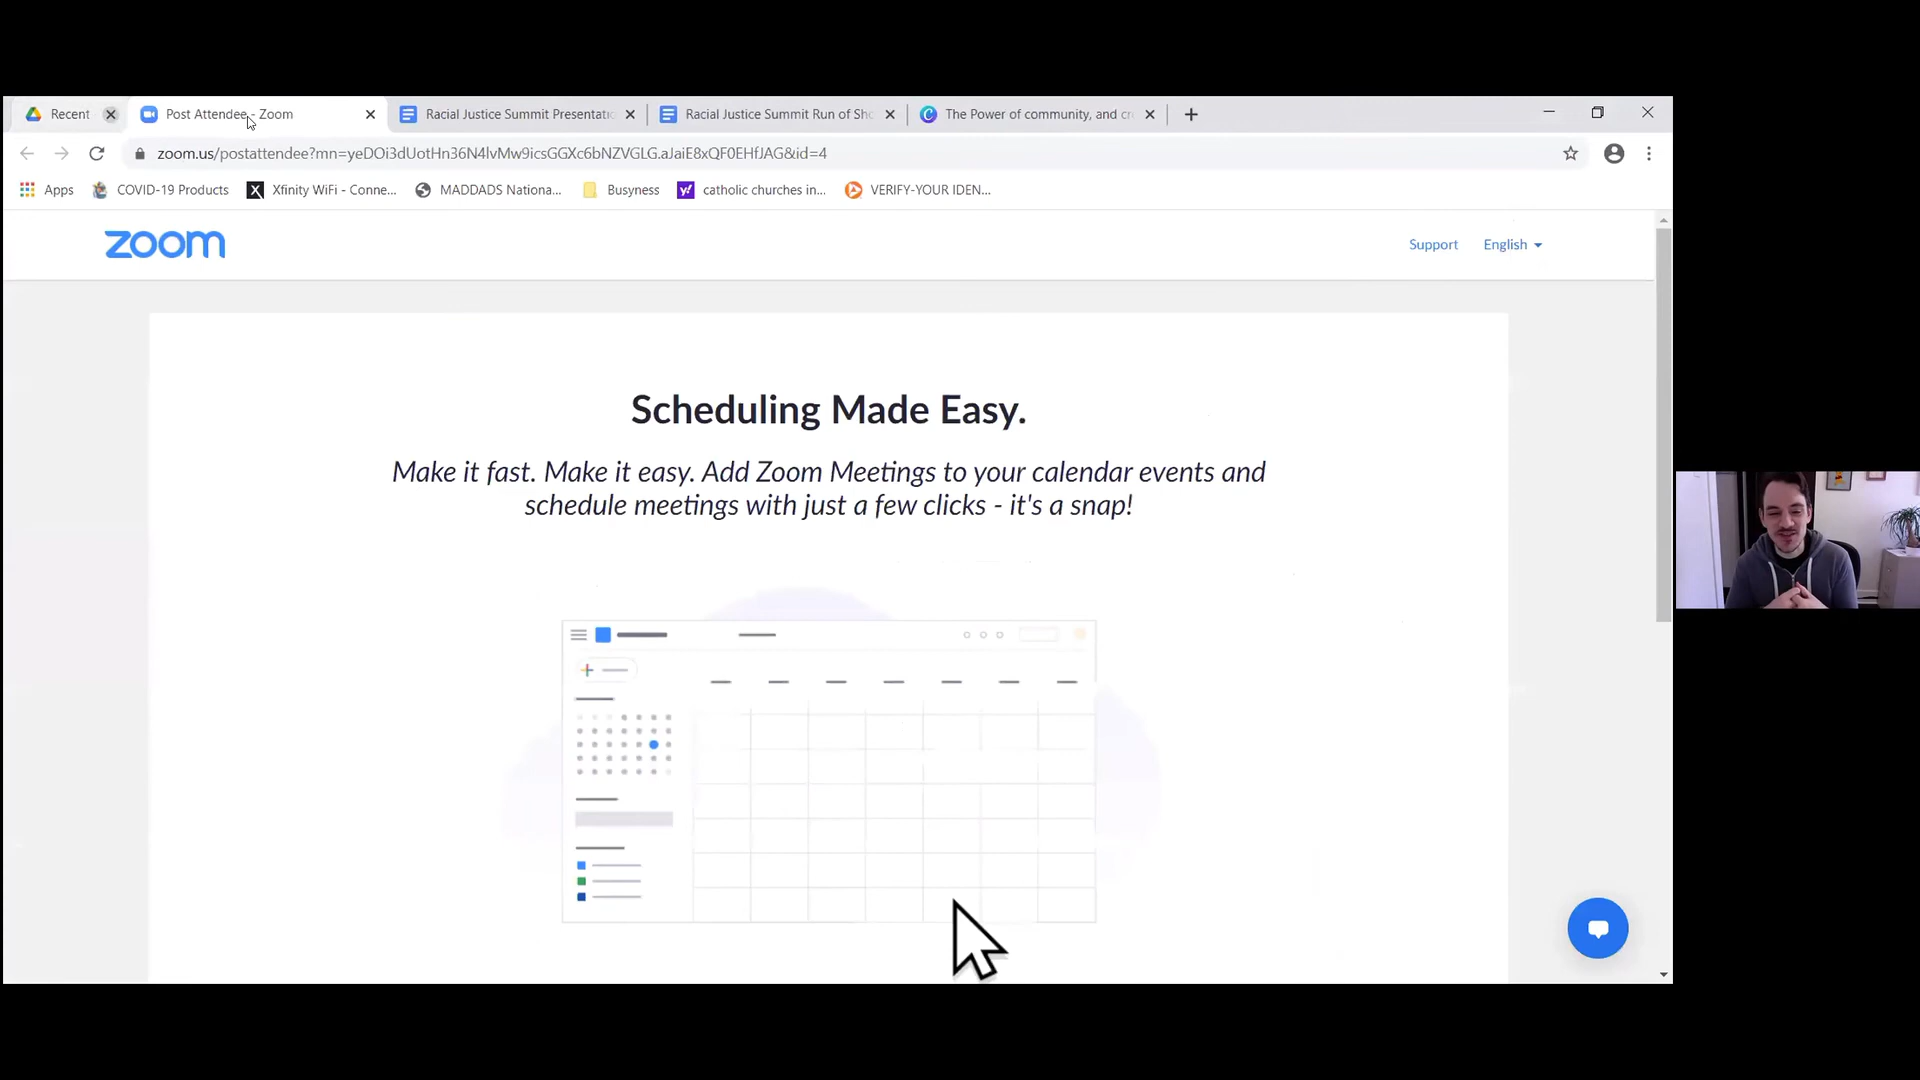 Recent
Post Attendee - Zoom
Racial Justice Summit Presentatio
Racial Justice Summit Run of Sho
The Power of community, and cr
zoom.us/postattendee?mn=yeDOi3dUotHn36N4lvMw9icsGGXc6bNZVGLG.aJaiE8xQF0EHfJAG&id=4
Apps
COVID-19 Products
Xfinity WiFi - Conne...
MADDADS Nationa...
Busyness
catholic churches in...
VERIFY-YOUR IDEN...
zoom
Support
English
Scheduling Made Easy.
Make it fast. Make it easy. Add Zoom Meetings to your calendar events and
schedule meetings with just a few clicks - it's a snap!